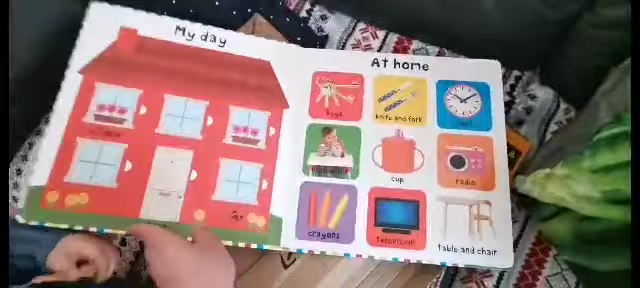 My day
At home
keys
knife and fork
cup
radio
crayons
television
table and chair